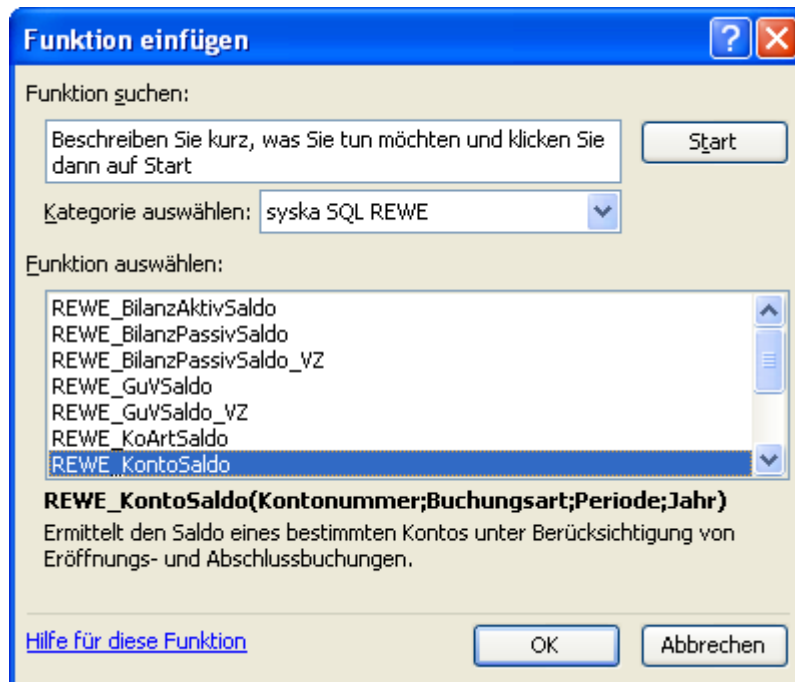 Funktion einfügen
Funktion suchen:
Beschreiben Sie kurz, was Sie tun möchten und klicken Sie
dann auf Start
Start
Kategorie auswählen: syska SQL REWE
Funktion auswählen:
REWE_BilanzAktivSaldo
REWE_BilanzPassivSaldo
REWE_BilanzPassivSaldo_VZ
REWE_GuVSaldo
REWE_GuVSaldo_VZ
REWE_KoArtSaldo
REWE_KontoSaldo
REWE_KontoSaldo(Kontonummer;Buchungsart;Periode;Jahr)
Ermittelt den Saldo eines bestimmten Kontos unter Berücksichtigung von
Eröffnungs- und Abschlussbuchungen.
Hilfe für diese Funktion OK Abbrechen